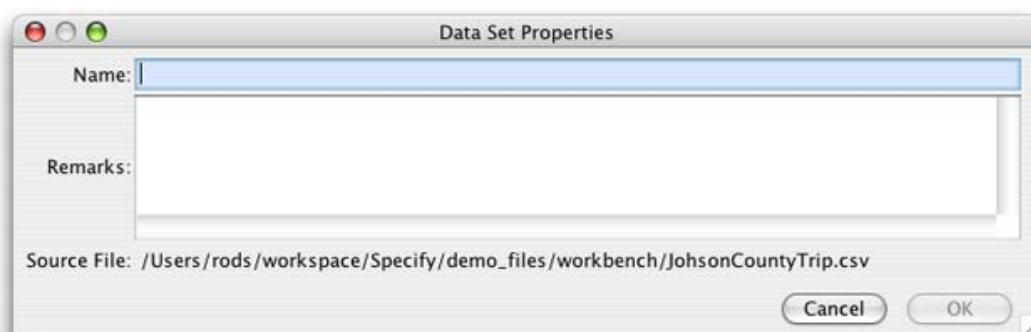 Data Set Properties
Name:
Remarks:
Source File: /Users/rods/workspace/Specify/demo_files/workbench/JohsonCountyTrip.csv
Cancel OK